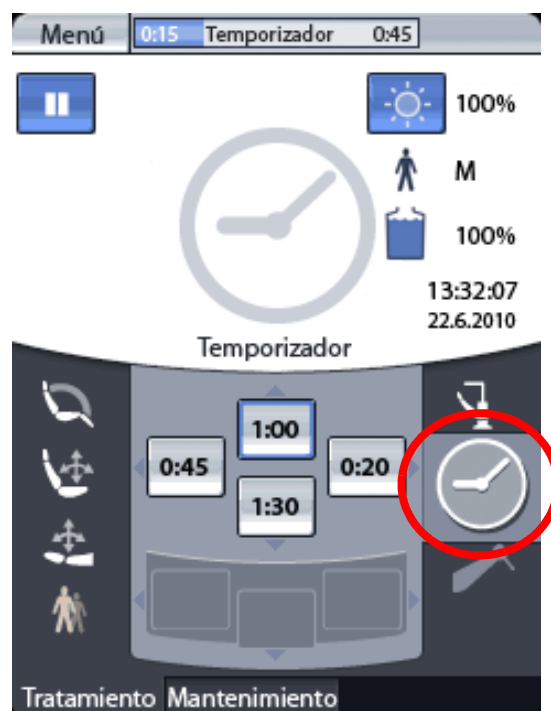 Menú 0:15 Temporizador 0:45
100%
M
100%
13:32:07
22.6.2010
Temporizador
1:00
0:45 0:20
1:30
Tratamiento Mantenimiento